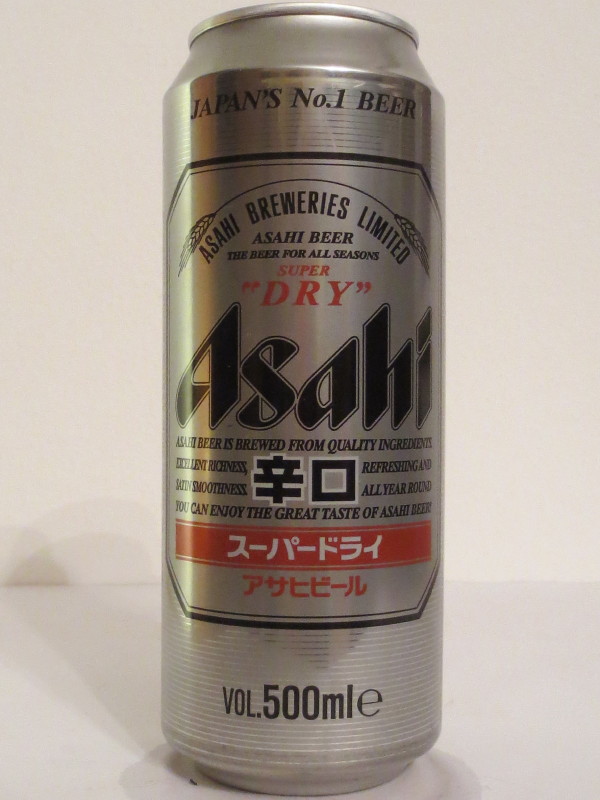 JAPAN'S No.1 BEER
ASAHI BREWERIES LIMITED
ASAHI BEER
THE BEER FOR ALL SEASONS
SUPER
"DRY"
Asahi
ASAHI BEER IS BREWED FROM QUALITY INGREDIENTS,
EXCELLENT RICHNESS, 辛口 REFRESHING AND
SATIN SMOOTHNESS. ALL YEAR ROUND
YOU CAN ENJOY THE GREAT TASTE OF ASAHI BEER!
スーパードライ
アサヒビール
VOL.500ml℮